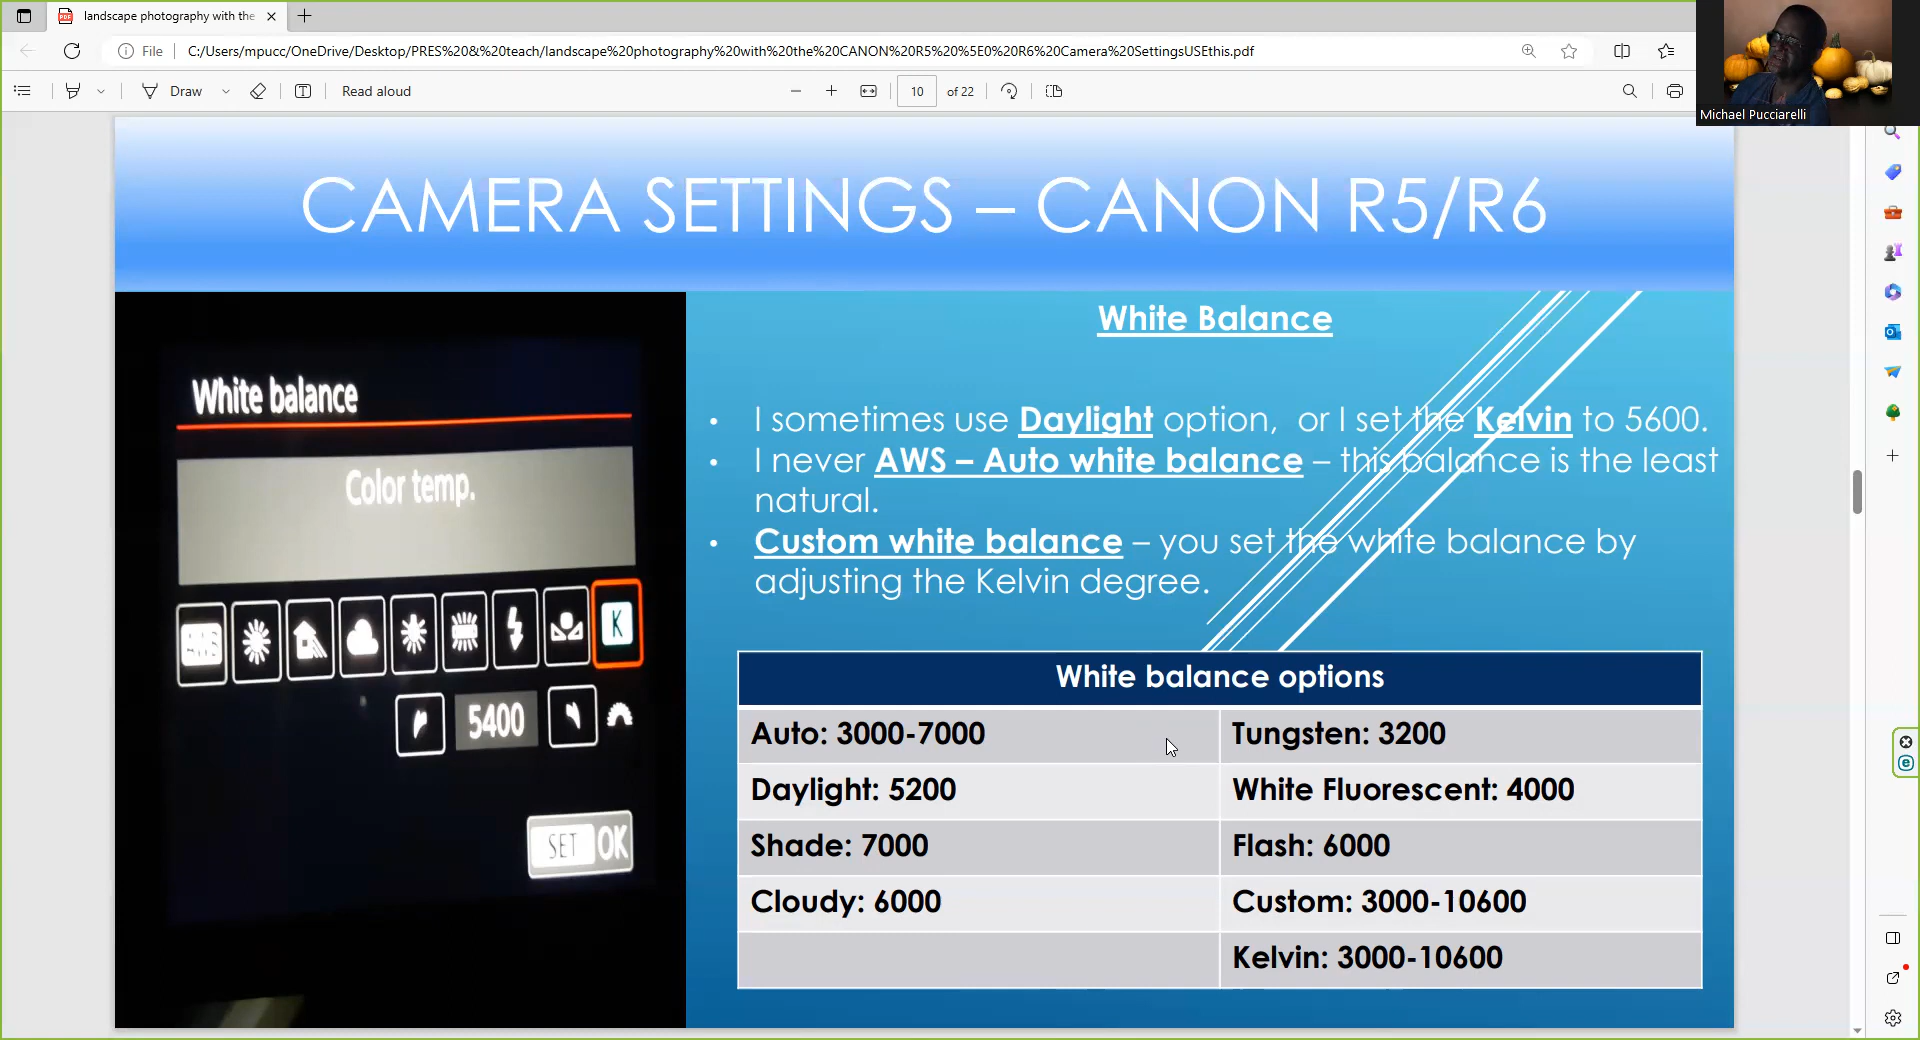 landscape photography with the
File
C:/Users/mpucc/OneDrive/Desktop/PRES%20&%20teach/landscape%20photography%20with%20the%20CANON%20R5%20%5E0%20R6%20Camera%20SettingsUSEthis.pdf
Draw
Read aloud
10 of 22
Michael Pucciarelli
CAMERA SETTINGS – CANON R5/R6
White balance
Color temp.
K
5400
SET OK
White Balance
• I sometimes use Daylight option, or I set the Kelvin to 5600.
• I never AWS – Auto white balance – this balance is the least
natural.
• Custom white balance – you set the white balance by
adjusting the Kelvin degree.
White balance options
Auto: 3000-7000 Tungsten: 3200
Daylight: 5200 White Fluorescent: 4000
Shade: 7000 Flash: 6000
Cloudy: 6000 Custom: 3000-10600
Kelvin: 3000-10600